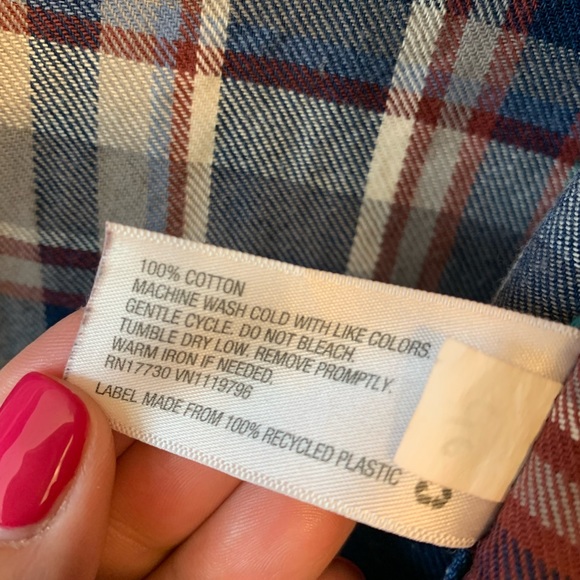 100% COTTON
MACHINE WASH COLD WITH LIKE COLORS.
GENTLE CYCLE. DO NOT BLEACH.
TUMBLE DRY LOW. REMOVE PROMPTLY.
WARM IRON IF NEEDED.
RN17730 VN1119796
LABEL MADE FROM 100% RECYCLED PLASTIC